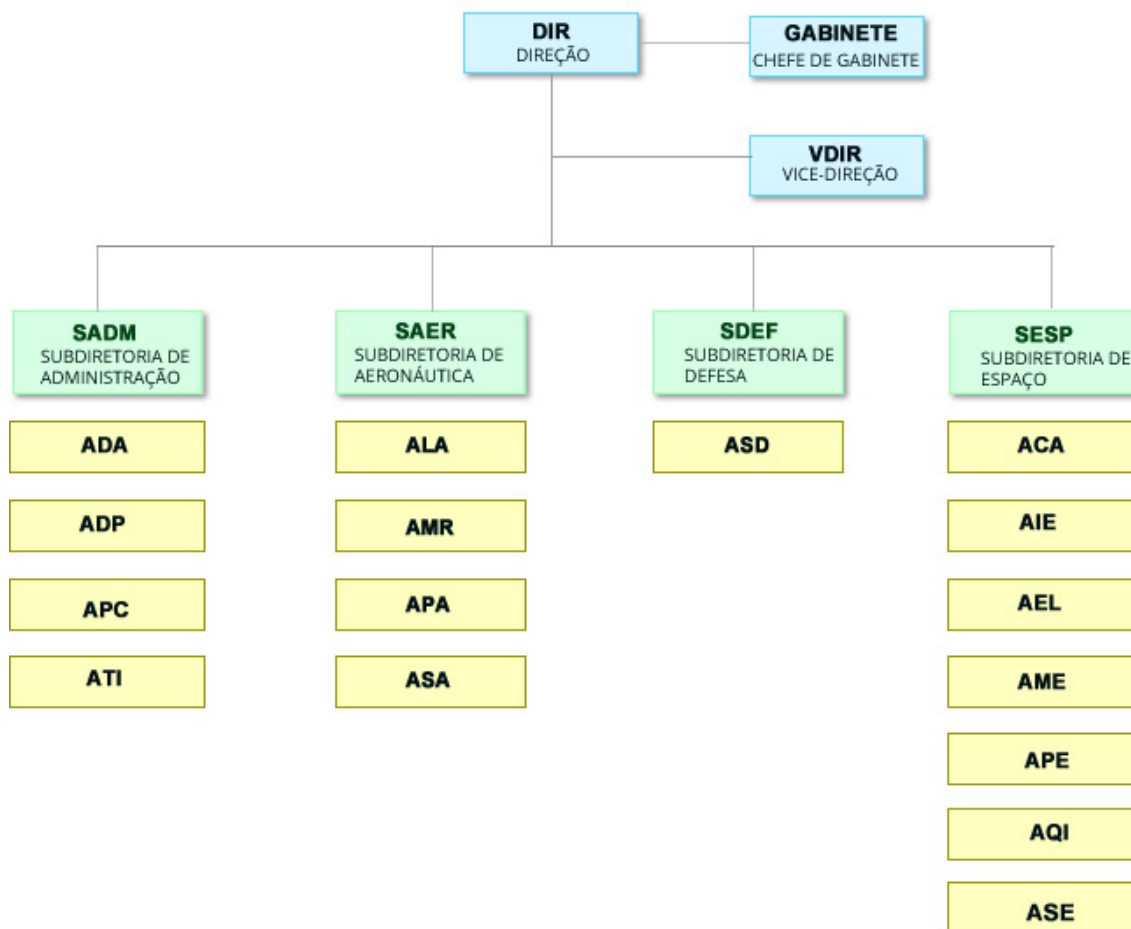 DIR
DIREÇÃO
GABINETE
CHEFE DE GABINETE
VDIR
VICE-DIREÇÃO
SADM
SUBDIRETORIA DE
ADMINISTRAÇÃO
SAER
SUBDIRETORIA DE
AERONÁUTICA
SDEF
SUBDIRETORIA DE
DEFESA
SESP
SUBDIRETORIA DE
ESPAÇO
ADA
ALA
ASD
ACA
ADP
AMR
AIE
APC
APA
AEL
ATI
ASA
AME
APE
AQI
ASE